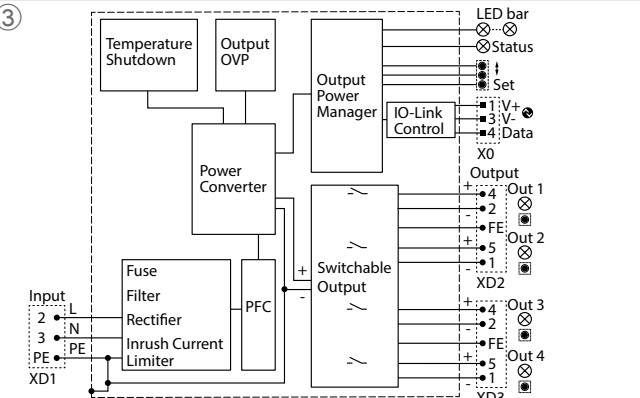 3
LED bar
Status
Set
Temperature
Shutdown
Output
OVP
Output
Power
Manager
IO-Link
Control
1 V+
3 V-
4 Data
X0
Power
Converter
Output
+ 4 Out 1
- 2
FE
+ 5 Out 2
- 1
XD2
+
-
Switchable
Output
Fuse
Filter
Rectifier
Inrush Current
Limiter
PFC
Input
2 L
3 N
PE PE
XD1
+ 4 Out 3
- 2
FE
+ 5 Out 4
- 1
XD3